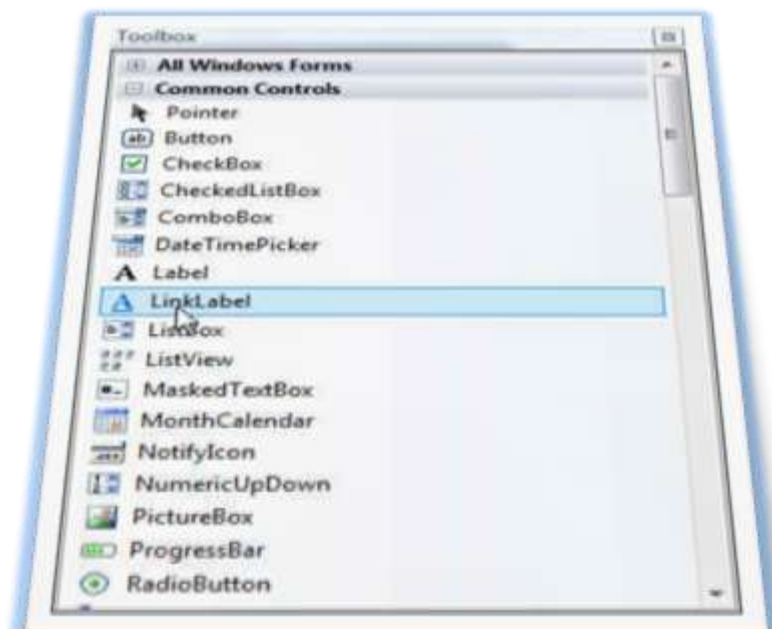 Toolbox
All Windows Forms
Common Controls
Pointer
ab Button
CheckBox
CheckedListBox
ComboBox
DateTimePicker
A Label
A LinkLabel
ListBox
ListView
MaskedTextBox
MonthCalendar
NotifyIcon
NumericUpDown
PictureBox
ProgressBar
RadioButton